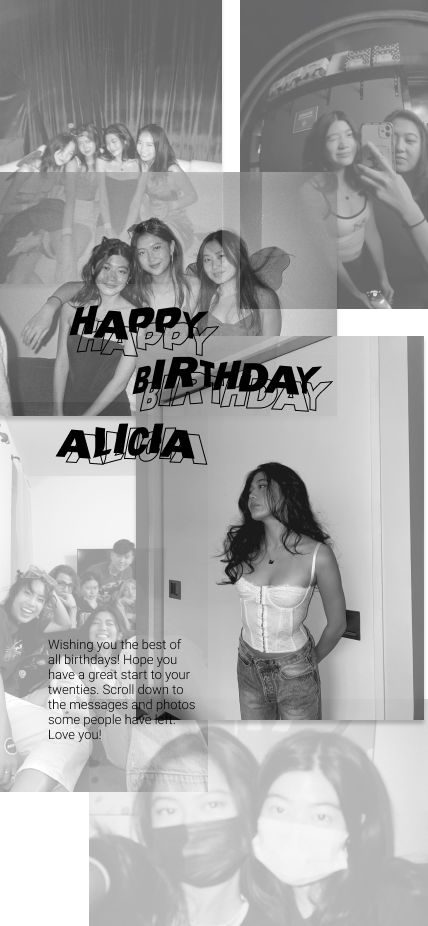 HAPPY
BIRTHDAY
ALICIA
Wishing you the best of
all birthdays! Hope you
have a great start to your
twenties. Scroll down to
the messages and photos
some people have left.
Love you!